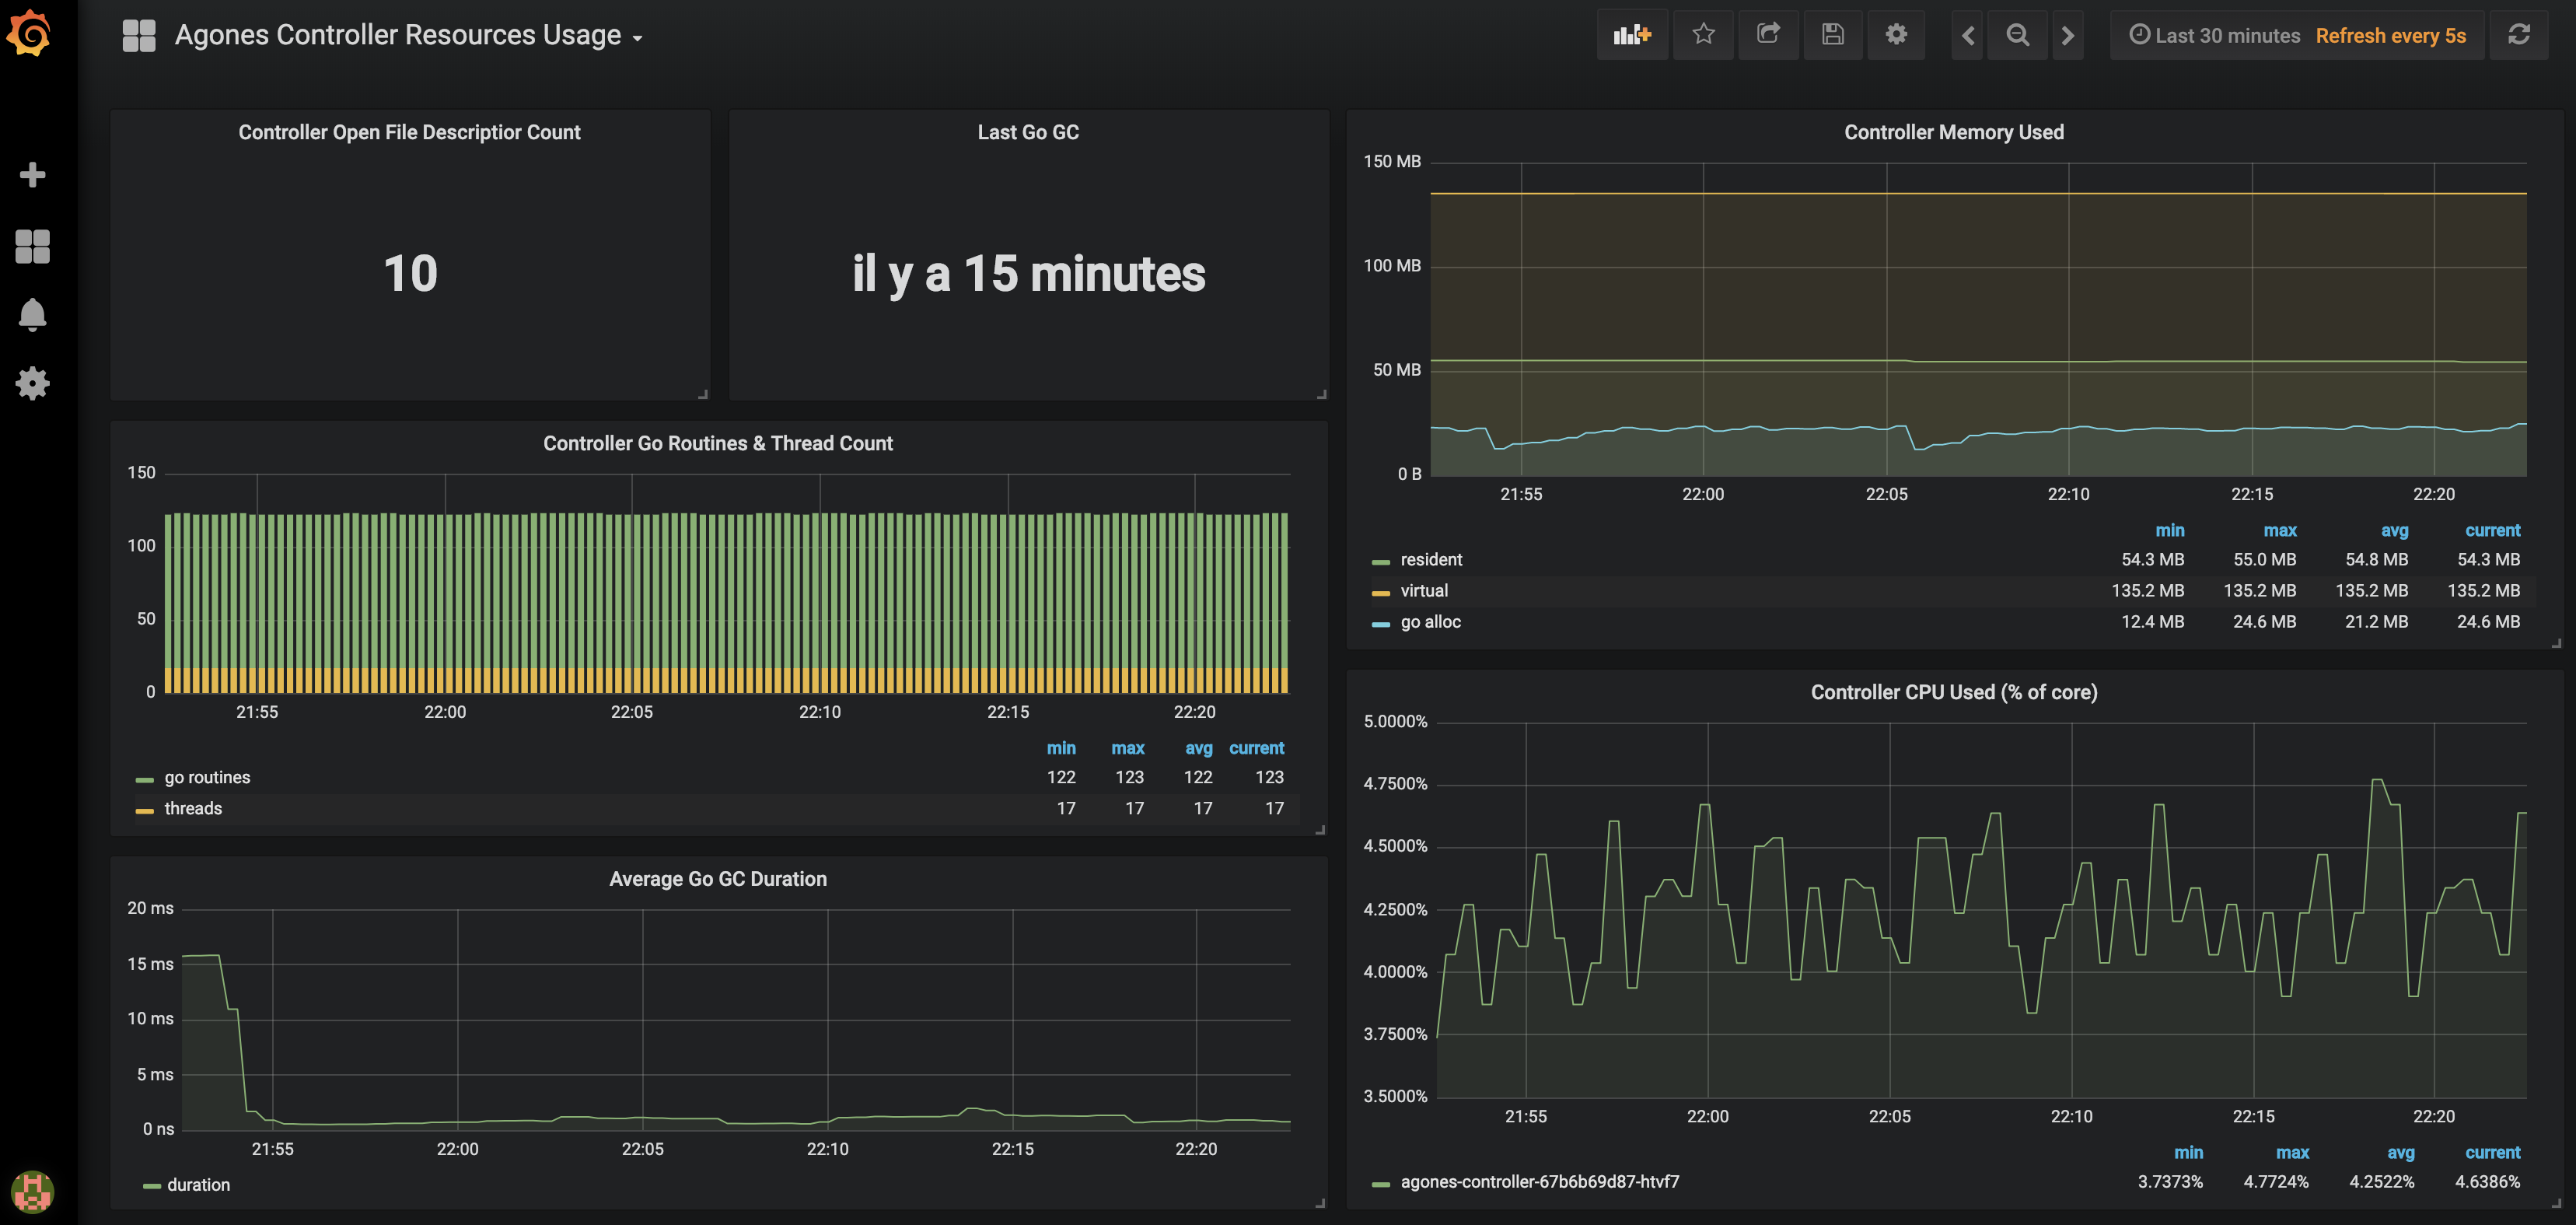 Agones Controller Resources Usage
Last 30 minutes Refresh every 5s
Controller Open File Descriptior Count
10
Last Go GC
il y a 15 minutes
Controller Memory Used
150 MB
100 MB
50 MB
0 B
21:55 22:00 22:05 22:10 22:15 22:20
min max avg current
resident 54.3 MB 55.0 MB 54.8 MB 54.3 MB
virtual 135.2 MB 135.2 MB 135.2 MB 135.2 MB
go alloc 12.4 MB 24.6 MB 21.2 MB 24.6 MB
Controller Go Routines & Thread Count
150
100
50
0
21:55 22:00 22:05 22:10 22:15 22:20
min max avg current
go routines 122 123 122 123
threads 17 17 17 17
Controller CPU Used (% of core)
5.0000%
4.7500%
4.5000%
4.2500%
4.0000%
3.7500%
3.5000%
21:55 22:00 22:05 22:10 22:15 22:20
min max avg current
agones-controller-67b6b69d87-htvf7 3.7373% 4.7724% 4.2522% 4.6386%
Average Go GC Duration
20 ms
15 ms
10 ms
5 ms
0 ns
21:55 22:00 22:05 22:10 22:15 22:20
duration